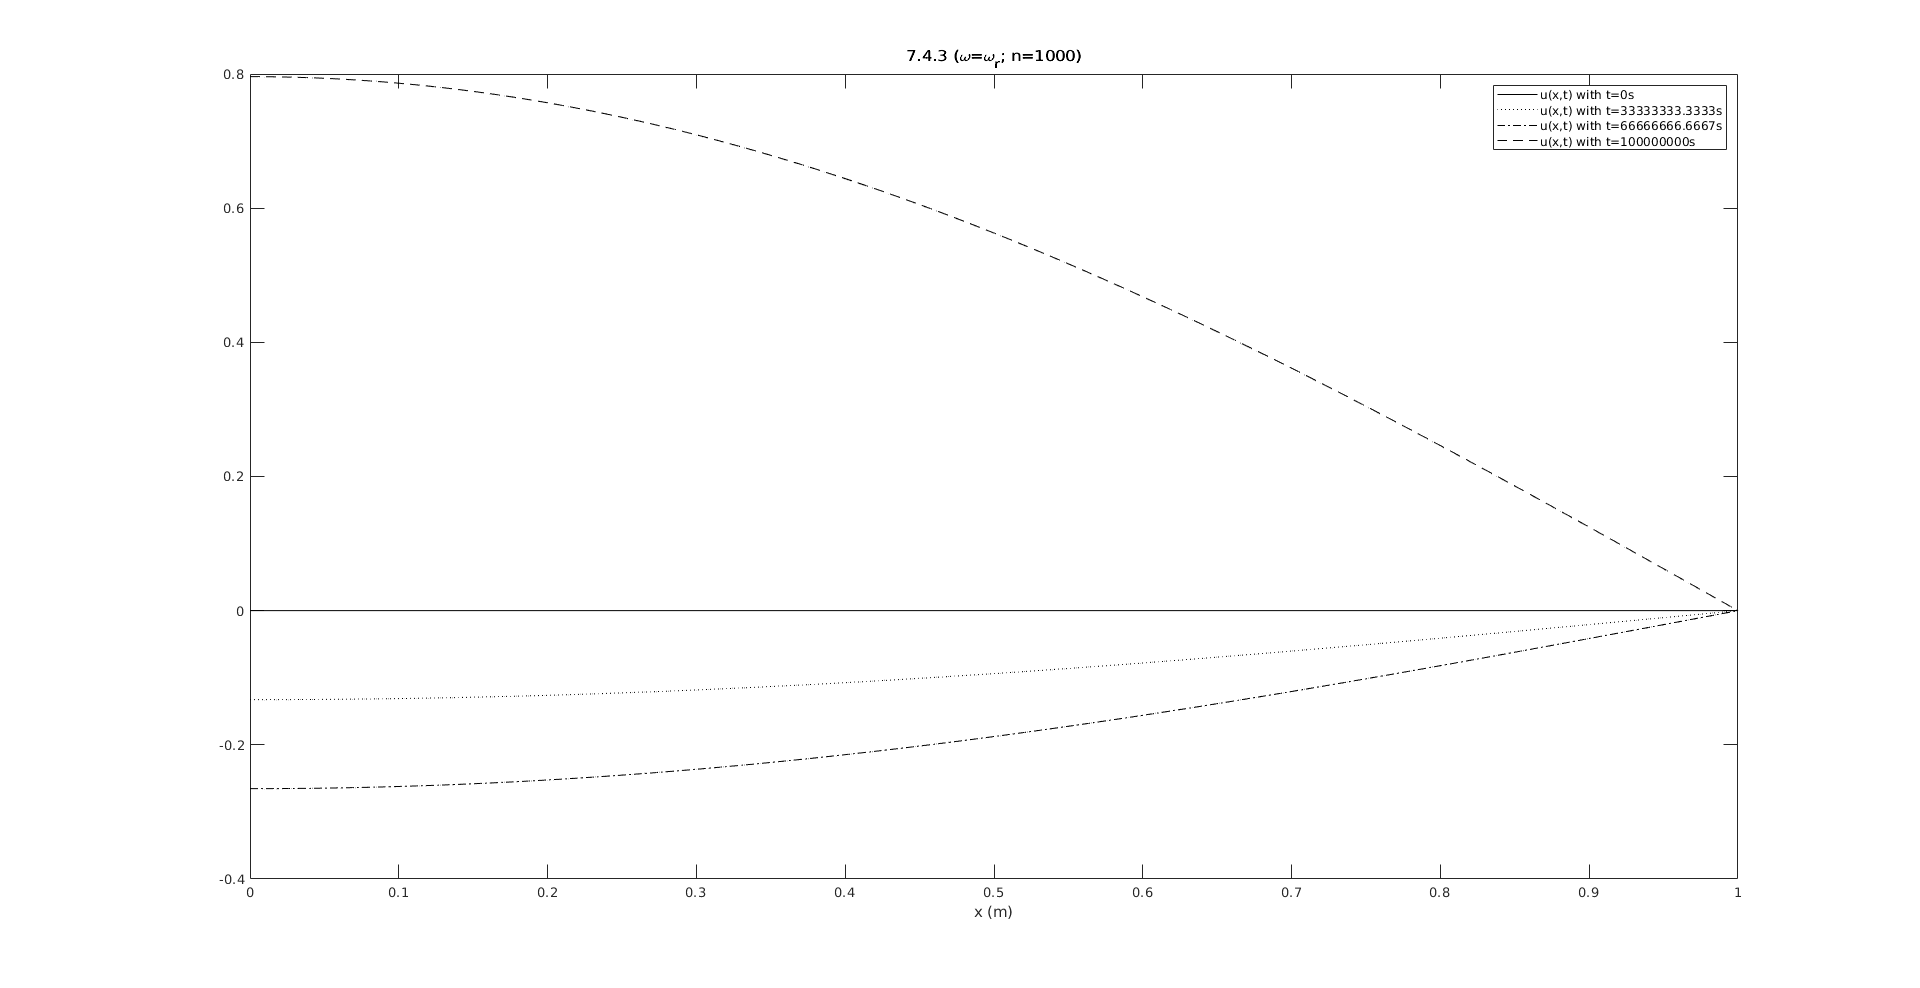 7.4.3 (ω=ωr; n=1000)
u(x,t) with t=0s
u(x,t) with t=33333333.3333s
u(x,t) with t=66666666.6667s
u(x,t) with t=100000000s
0.8
0.6
0.4
0.2
0
-0.2
-0.4
0 0.1 0.2 0.3 0.4 0.5 0.6 0.7 0.8 0.9 1
x (m)